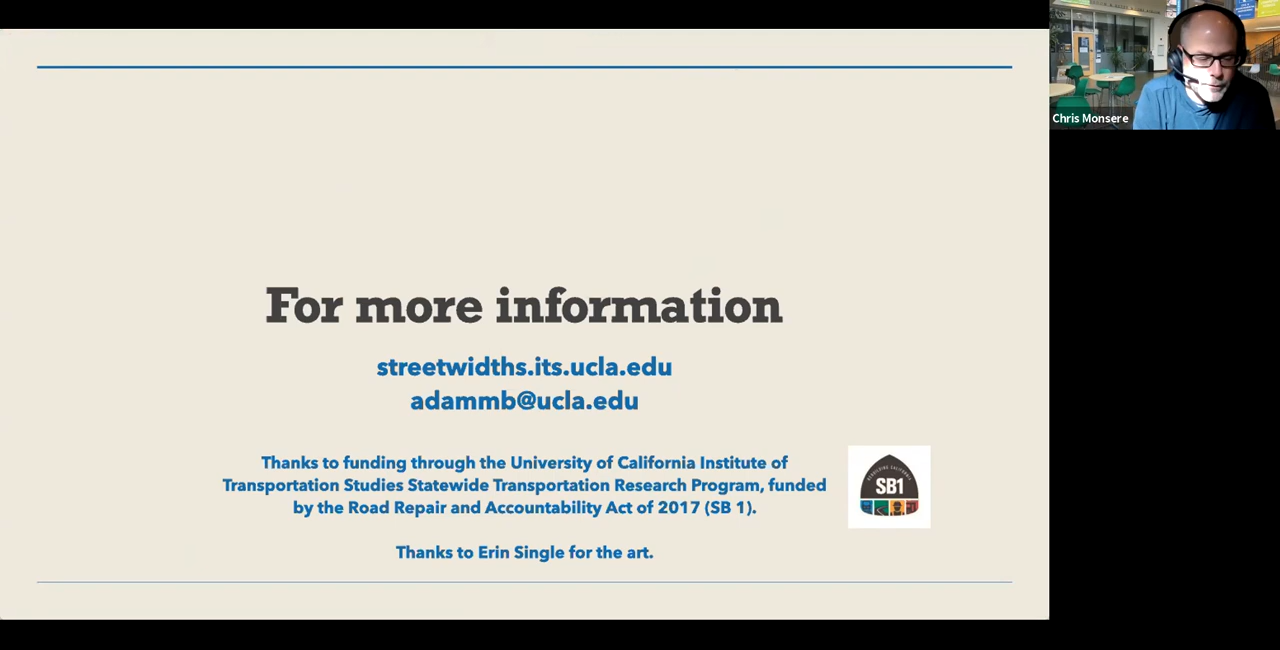 Chris Monsere
For more information
streetwidths.its.ucla.edu
adammb@ucla.edu
Thanks to funding through the University of California Institute of
Transportation Studies Statewide Transportation Research Program, funded
by the Road Repair and Accountability Act of 2017 (SB 1).
REBUILDING CALIFORNIA
SB1
Thanks to Erin Single for the art.